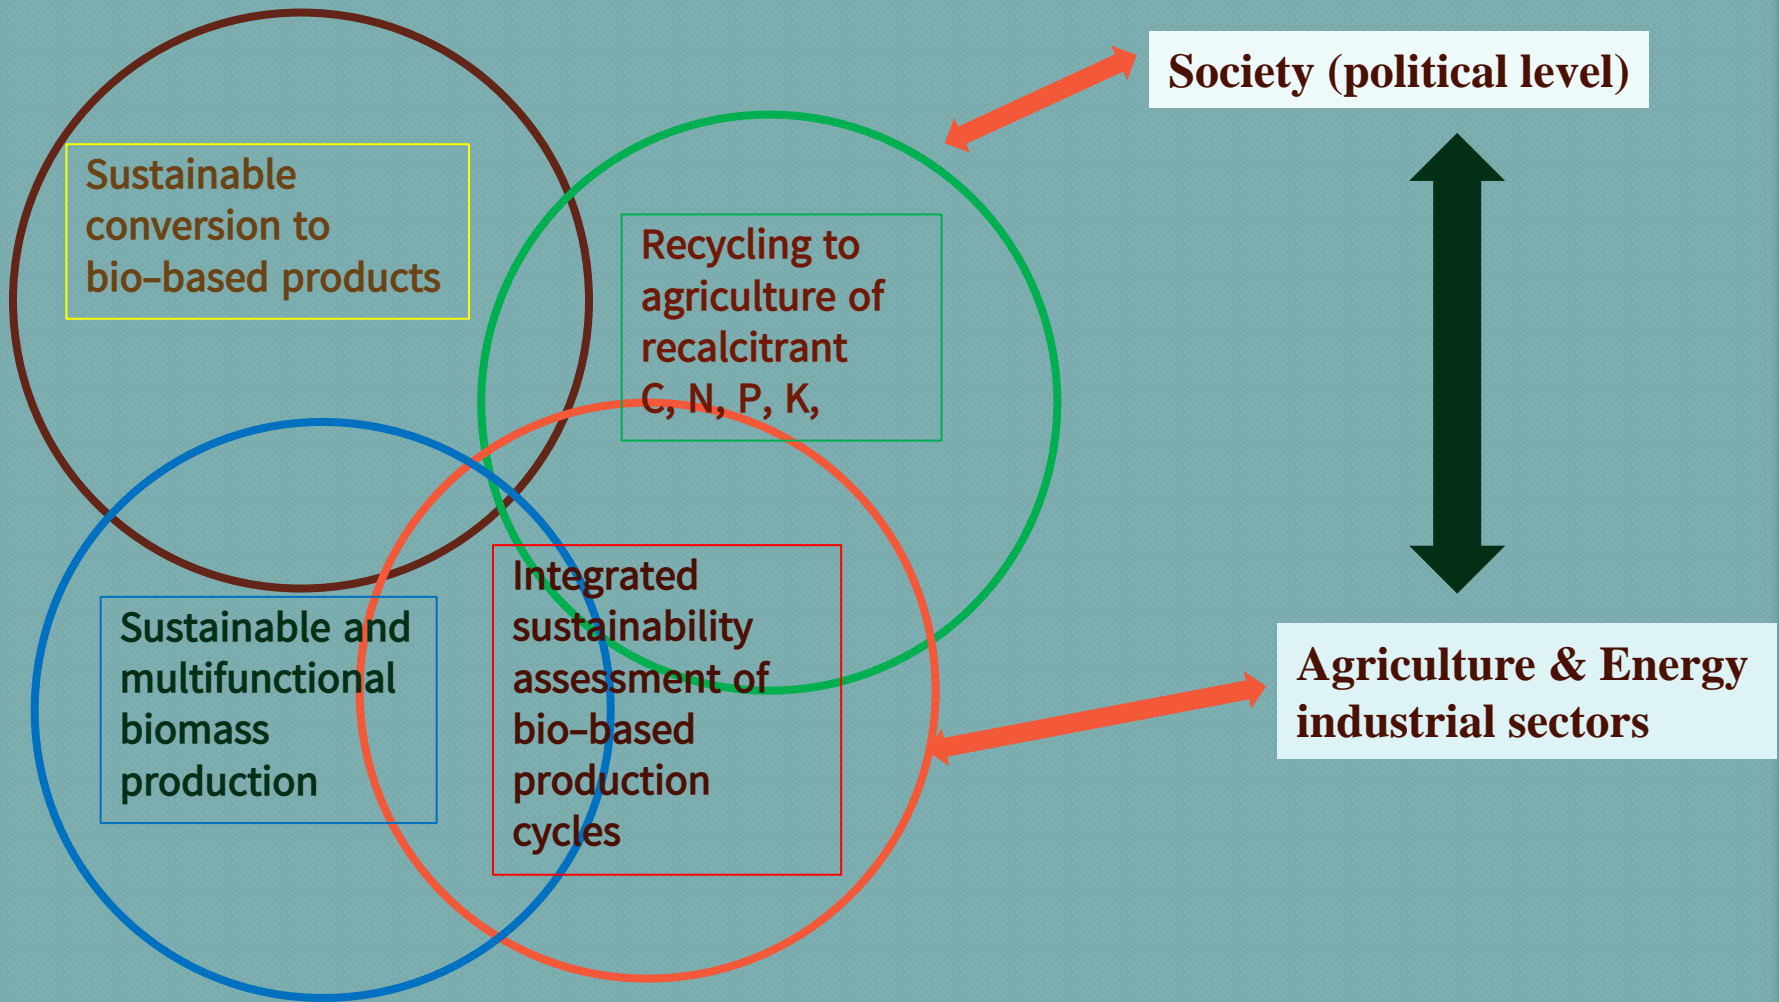 Sustainable
conversion to
bio-based products
Recycling to
agriculture of
recalcitrant
C, N, P, K,
Sustainable and
multifunctional
biomass
production
Integrated
sustainability
assessment of
bio-based
production
cycles
Society (political level)
Agriculture & Energy
industrial sectors